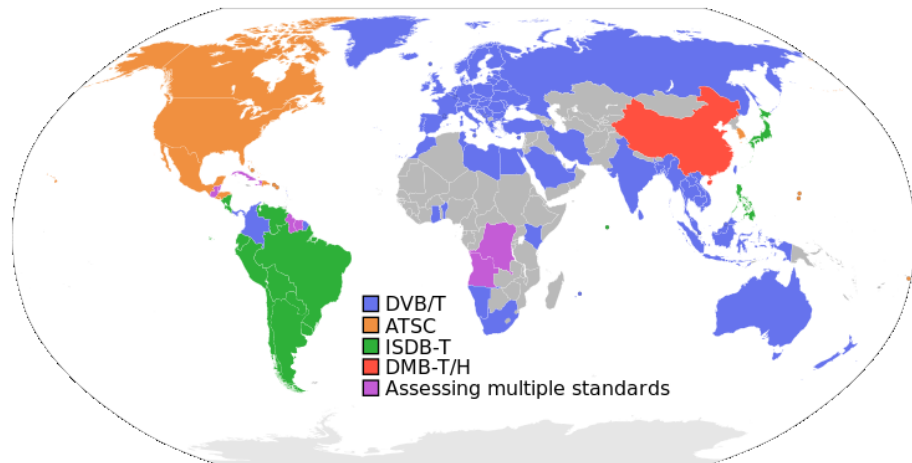 DVB/T
ATSC
ISDB-T
DMB-T/H
Assessing multiple standards